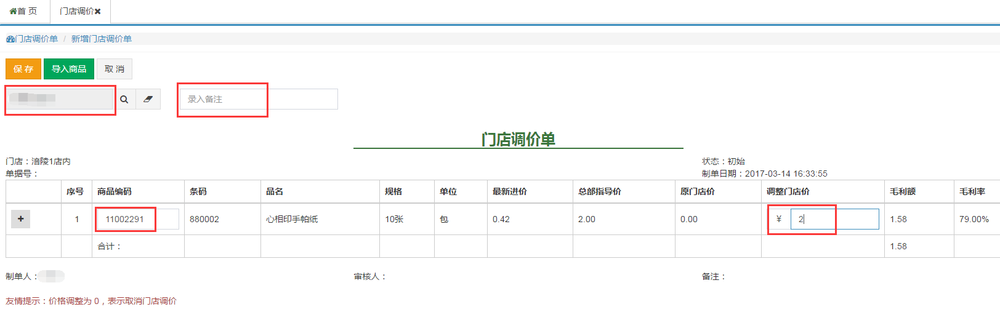 首 页 门店调价
门店调价单 / 新增门店调价单
保 存 导入商品 取 消
录入备注
门店调价单
门店：涪陵1店内 状态：初始
单据号： 制单日期：2017-03-14 16:33:55
序号 商品编码 条码 品名 规格 单位 最新进价 总部指导价 原门店价 调整门店价 毛利额 毛利率
1 11002291 880002 心相印手帕纸 10张 包 0.42 2.00 0.00 ¥ 2 1.58 79.00%
合计： 1.58
制单人： 审核人： 备注：
友情提示：价格调整为 0，表示取消门店调价